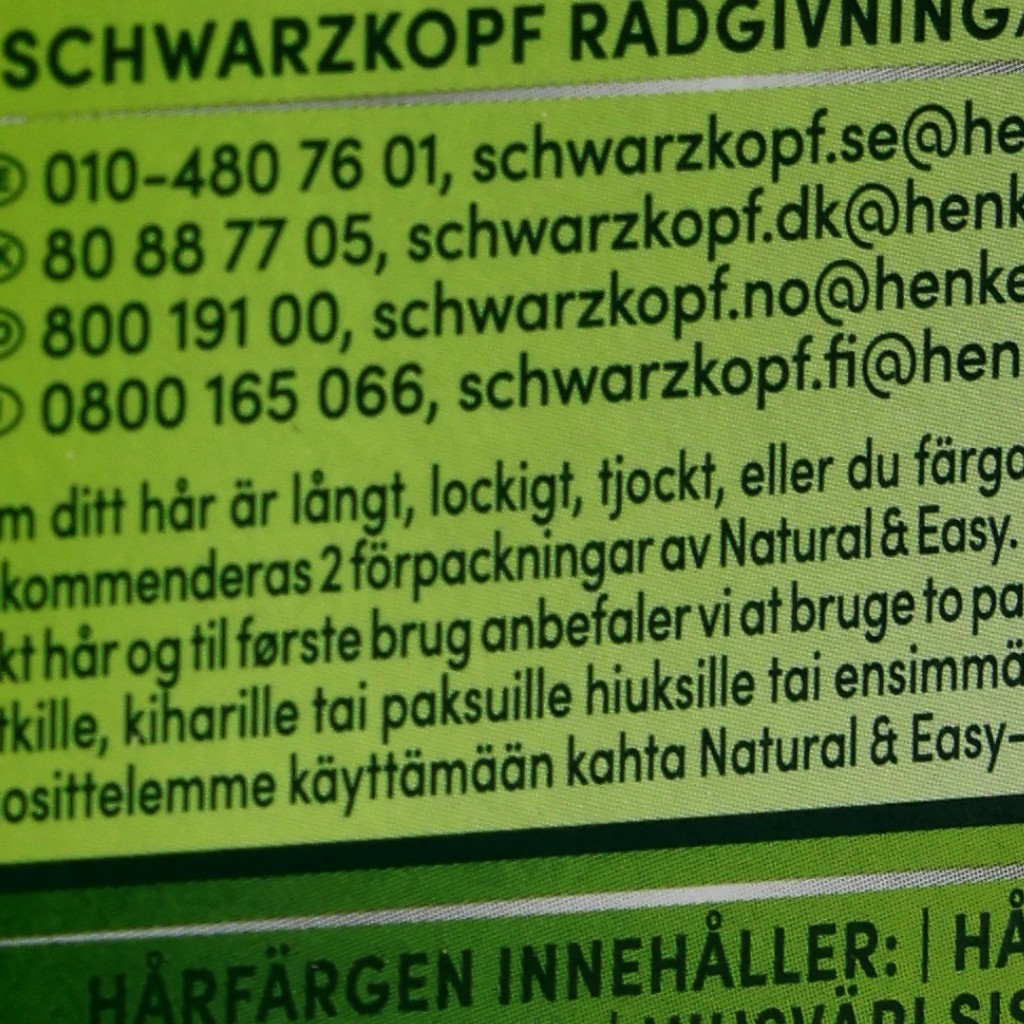 SCHWARZKOPF RÅDGIVNING
010-480 76 01, schwarzkopf.se@he
80 88 77 05, schwarzkopf.dk@henk
800 191 00, schwarzkopf.no@henke
0800 165 066, schwarzkopf.fi@hen
m ditt hår är långt, lockigt, tjockt, eller du färga
kommenderas 2 förpackningar av Natural & Easy.
kt hår og til første brug anbefaler vi at bruge to pa
tkille, kiharille tai paksuille hiuksille tai ensimmä
osittelemme käyttämään kahta Natural & Easy-
HÅRFÄRGEN INNEHÅLLER: | HÅ